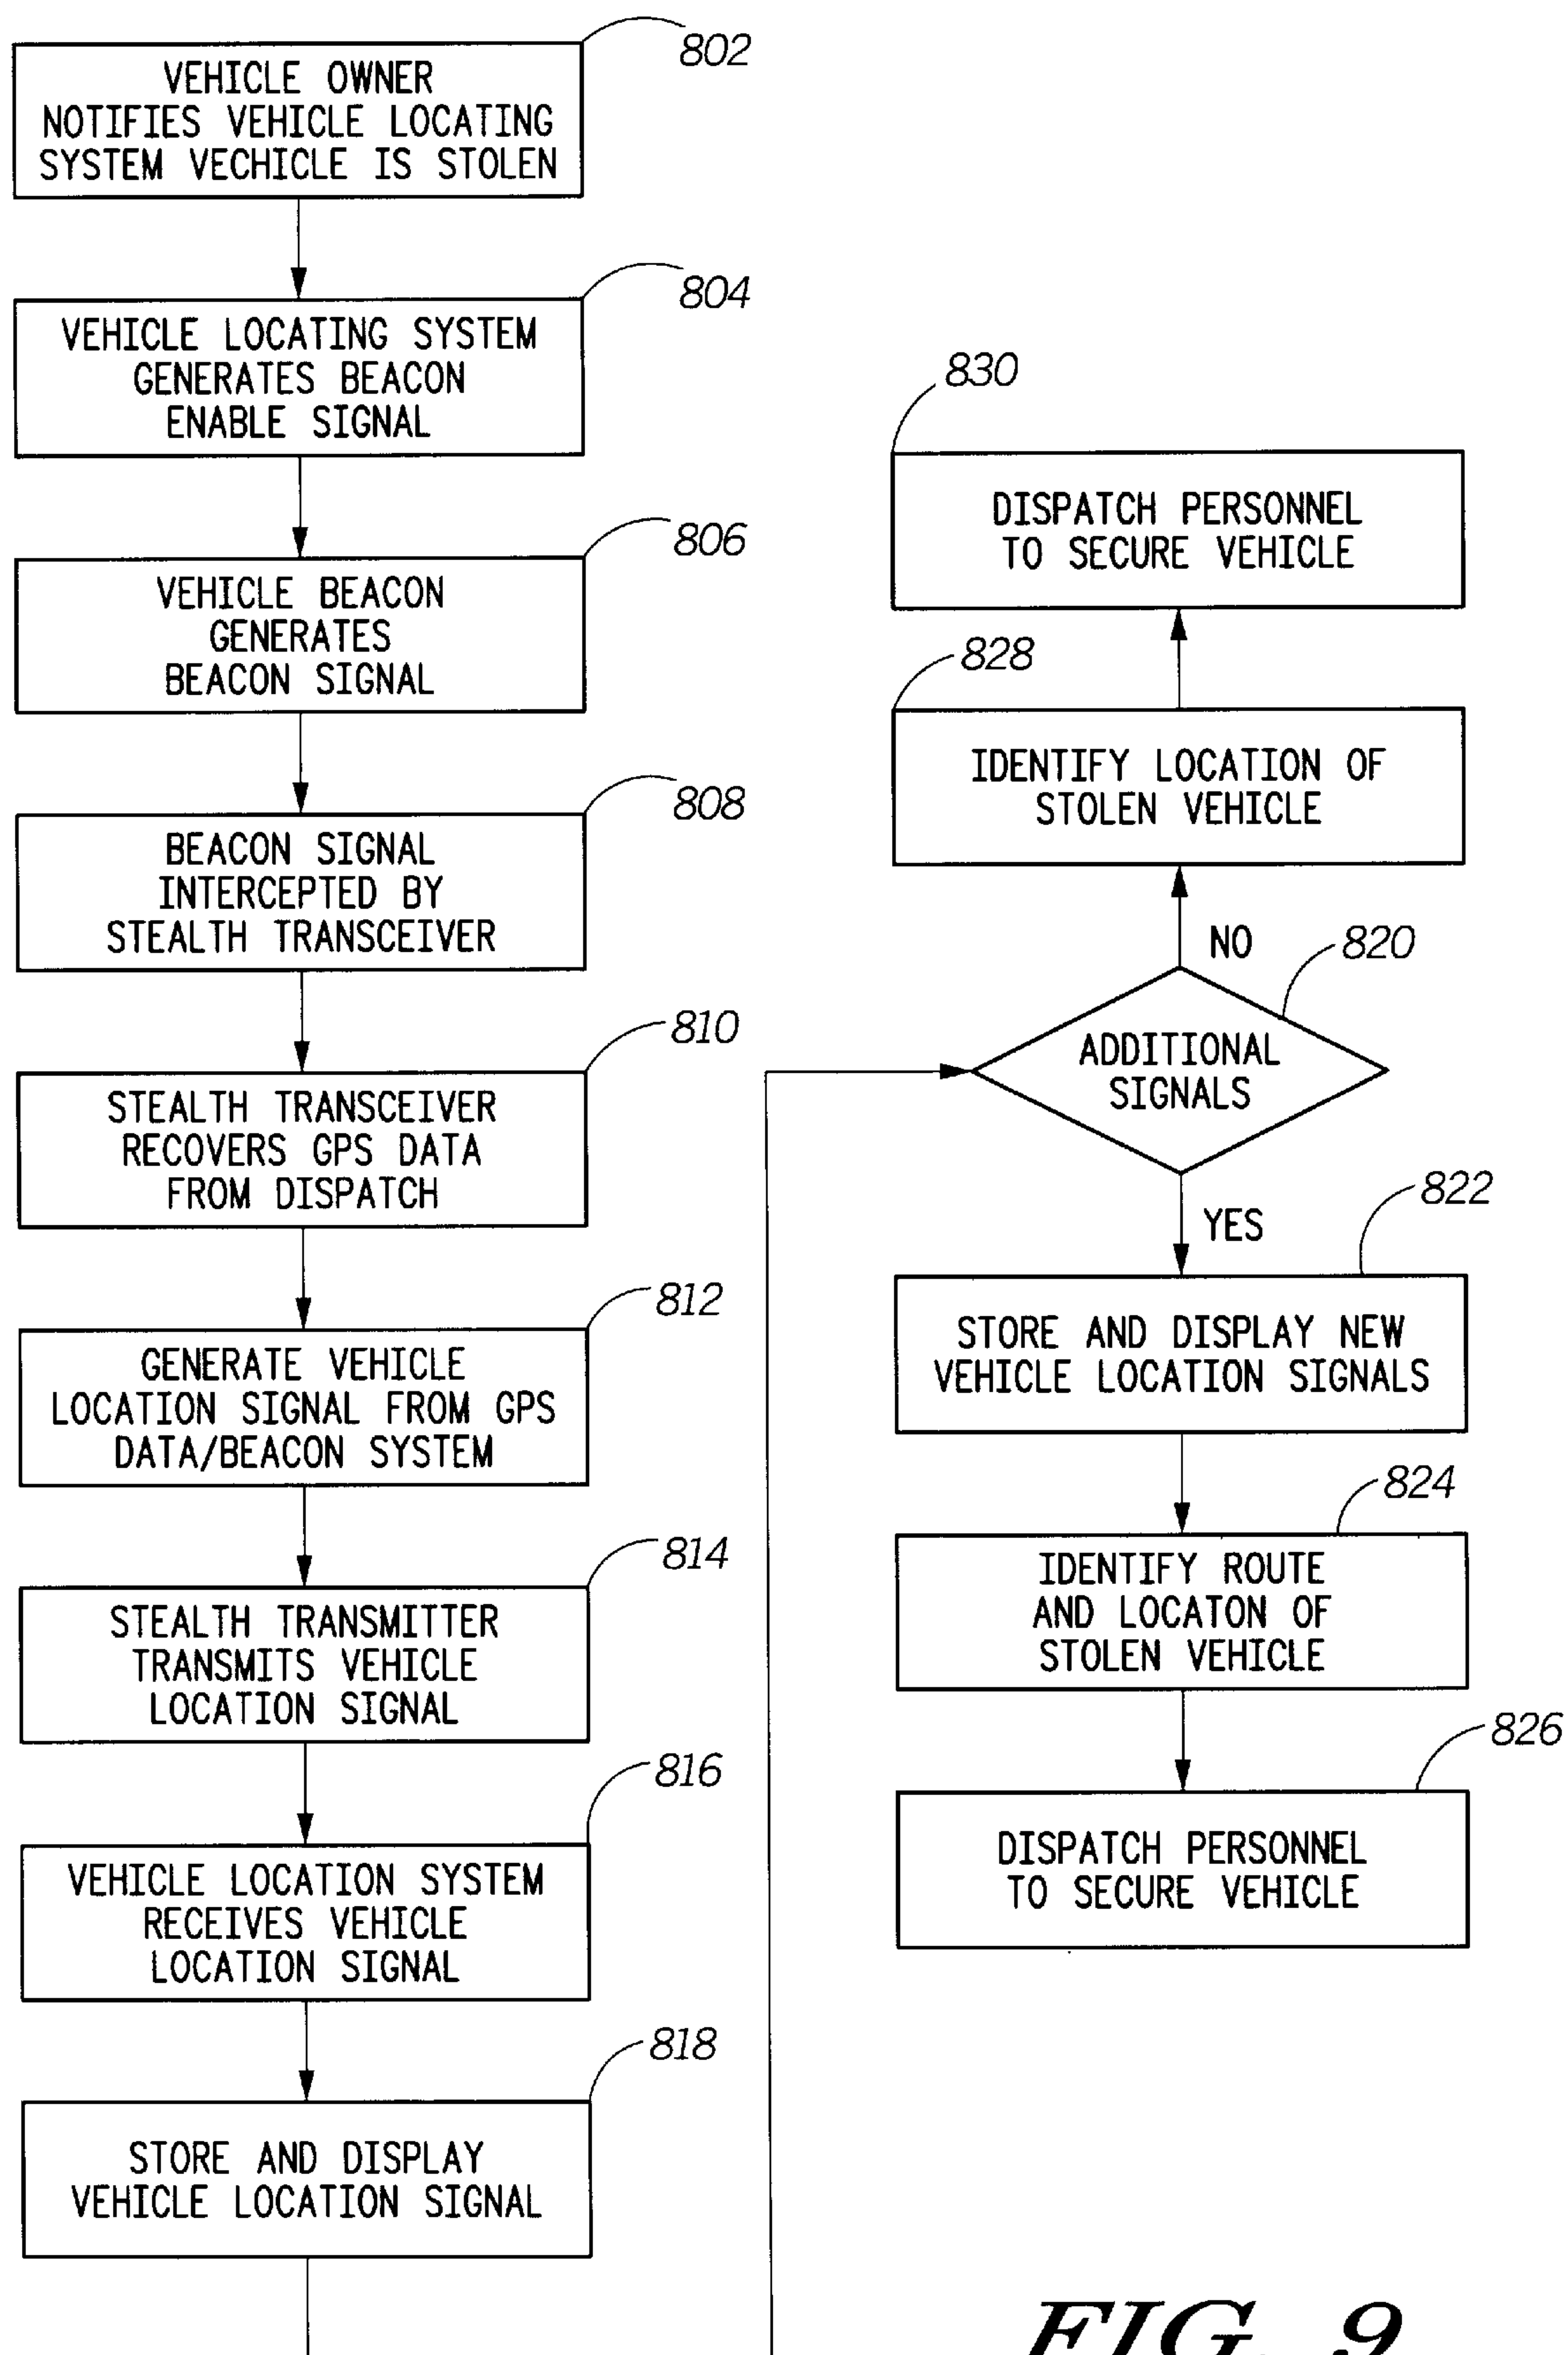 802
VEHICLE OWNER
NOTIFIES VEHICLE LOCATING
SYSTEM VECHICLE IS STOLEN
804
VEHICLE LOCATING SYSTEM
GENERATES BEACON
ENABLE SIGNAL
806
VEHICLE BEACON
GENERATES
BEACON SIGNAL
808
BEACON SIGNAL
INTERCEPTED BY
STEALTH TRANSCEIVER
810
STEALTH TRANSCEIVER
RECOVERS GPS DATA
FROM DISPATCH
812
GENERATE VEHICLE
LOCATION SIGNAL FROM GPS
DATA/BEACON SYSTEM
814
STEALTH TRANSMITTER
TRANSMITS VEHICLE
LOCATION SIGNAL
816
VEHICLE LOCATION SYSTEM
RECEIVES VEHICLE
LOCATION SIGNAL
818
STORE AND DISPLAY
VEHICLE LOCATION SIGNAL
830
DISPATCH PERSONNEL
TO SECURE VEHICLE
828
IDENTIFY LOCATION OF
STOLEN VEHICLE
NO
820
ADDITIONAL
SIGNALS
YES
822
STORE AND DISPLAY NEW
VEHICLE LOCATION SIGNALS
824
IDENTIFY ROUTE
AND LOCATON OF
STOLEN VEHICLE
826
DISPATCH PERSONNEL
TO SECURE VEHICLE
FIG. 9